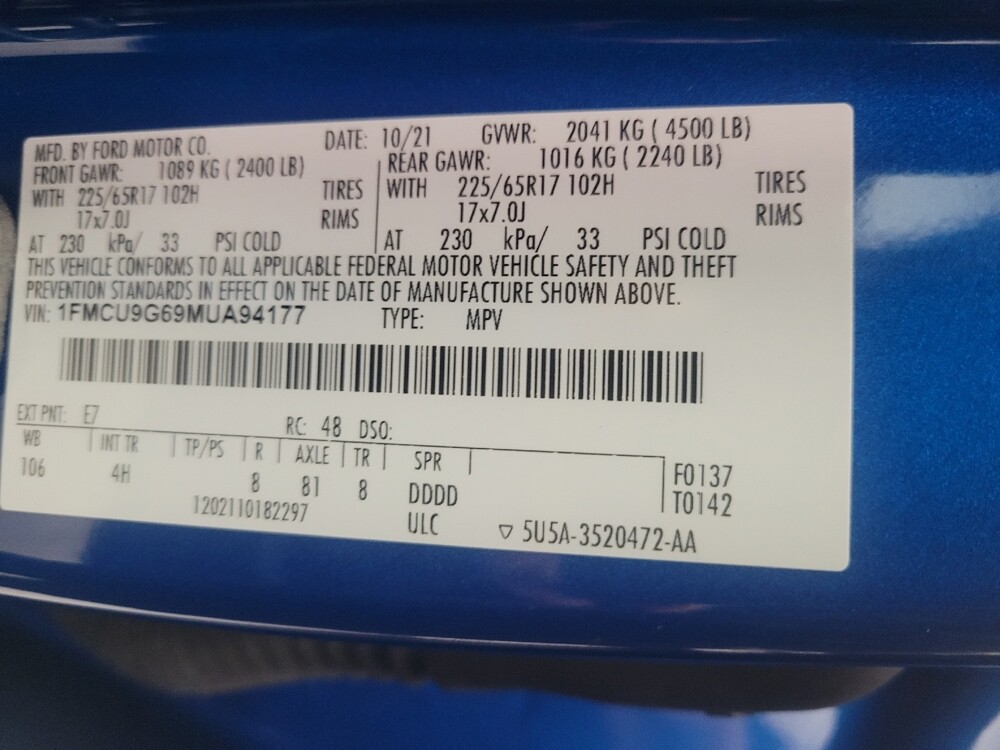 MFD. BY FORD MOTOR CO. DATE: 10/21 GVWR: 2041 KG ( 4500 LB)
FRONT GAWR: 1089 KG ( 2400 LB) REAR GAWR: 1016 KG ( 2240 LB)
WITH 225/65R17 102H TIRES WITH 225/65R17 102H TIRES
17x7.0J RIMS 17x7.0J RIMS
AT 230 kPa/ 33 PSI COLD AT 230 kPa/ 33 PSI COLD
THIS VEHICLE CONFORMS TO ALL APPLICABLE FEDERAL MOTOR VEHICLE SAFETY AND THEFT
PREVENTION STANDARDS IN EFFECT ON THE DATE OF MANUFACTURE SHOWN ABOVE.
VIN: 1FMCU9G69MUA94177 TYPE: MPV
EXT PNT: E7 RC: 48 DSO:
WB INT TR TP/PS R AXLE TR SPR F0137
106 4H 8 81 8 DDDD T0142
1202110182297 ULC ▽ 5U5A-3520472-AA